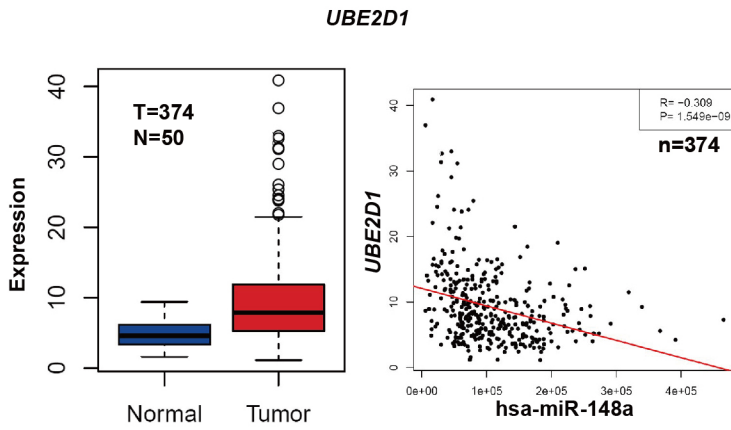 UBE2D1
Expression
40
30
20
10
0
T=374
N=50
Normal
Tumor
UBE2D1
40
30
20
10
0
R= −0.309
P= 1.549e−09
n=374
0e+00
1e+05
2e+05
3e+05
4e+05
hsa-miR-148a